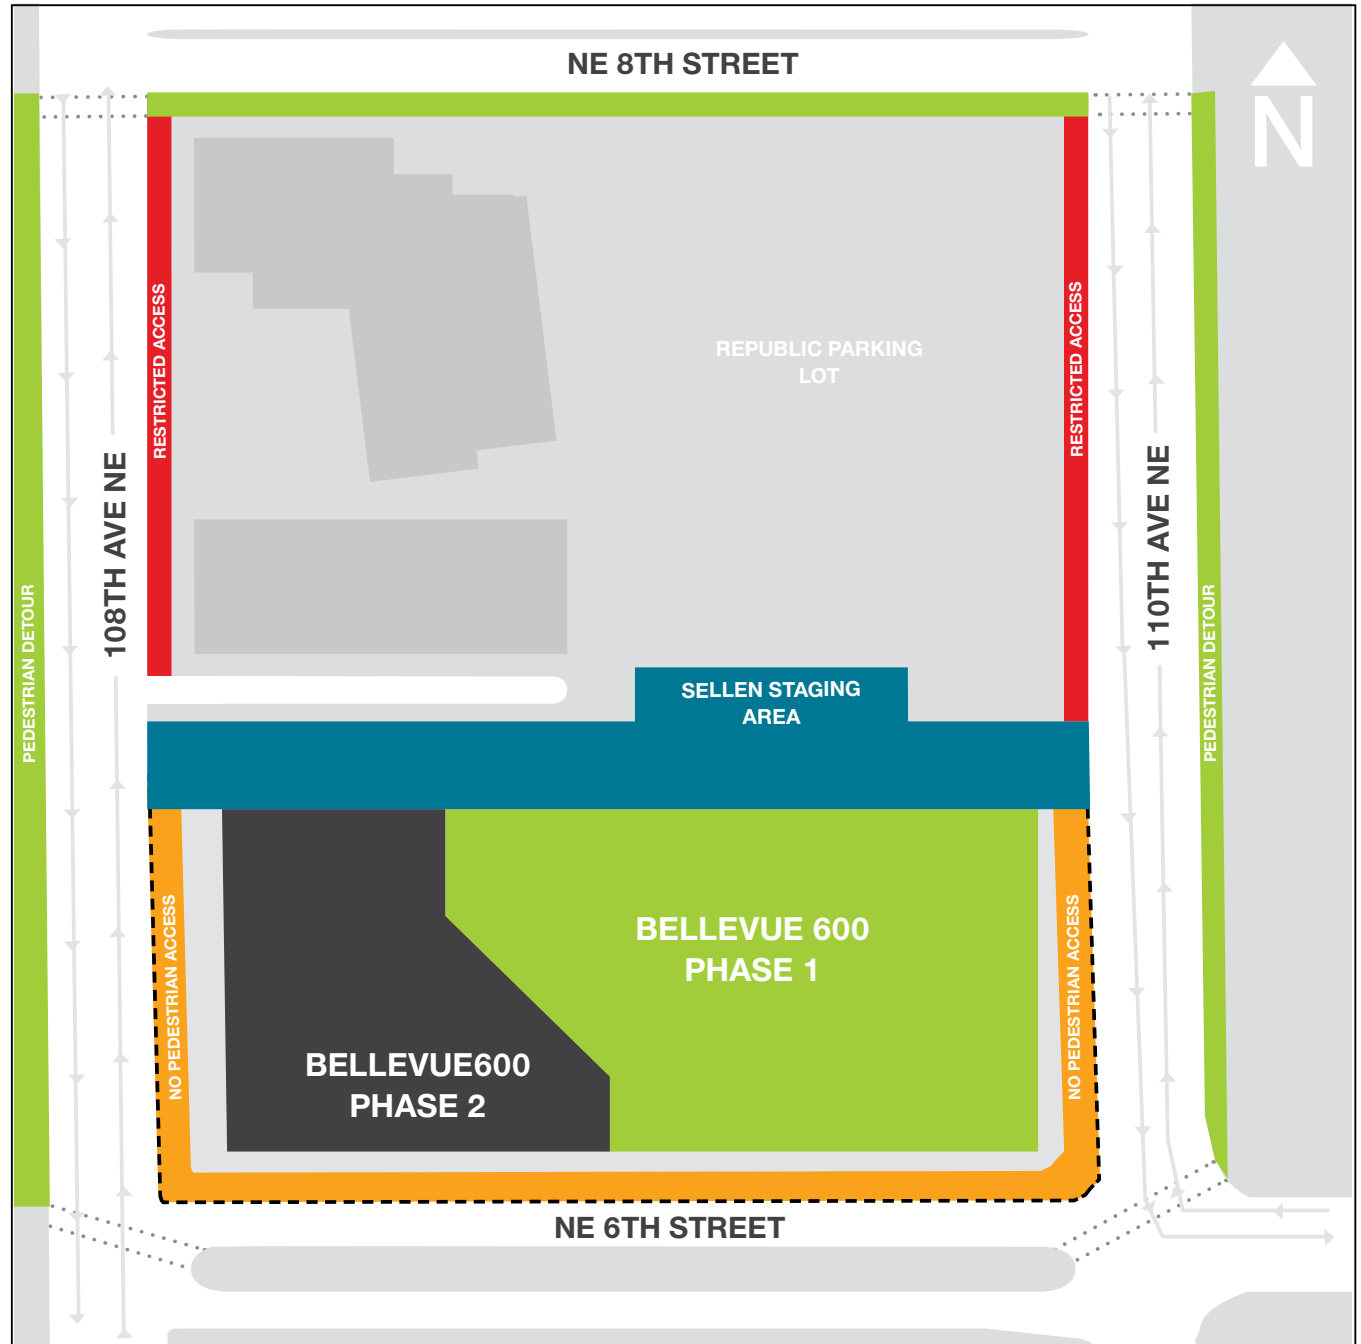 NE 8TH STREET
N
RESTRICTED ACCESS
RESTRICTED ACCESS
REPUBLIC PARKING
LOT
108TH AVE NE
110TH AVE NE
PEDESTRIAN DETOUR
PEDESTRIAN DETOUR
SELLEN STAGING
AREA
NO PEDESTRIAN ACCESS
NO PEDESTRIAN ACCESS
BELLEVUE 600
PHASE 1
BELLEVUE600
PHASE 2
NE 6TH STREET